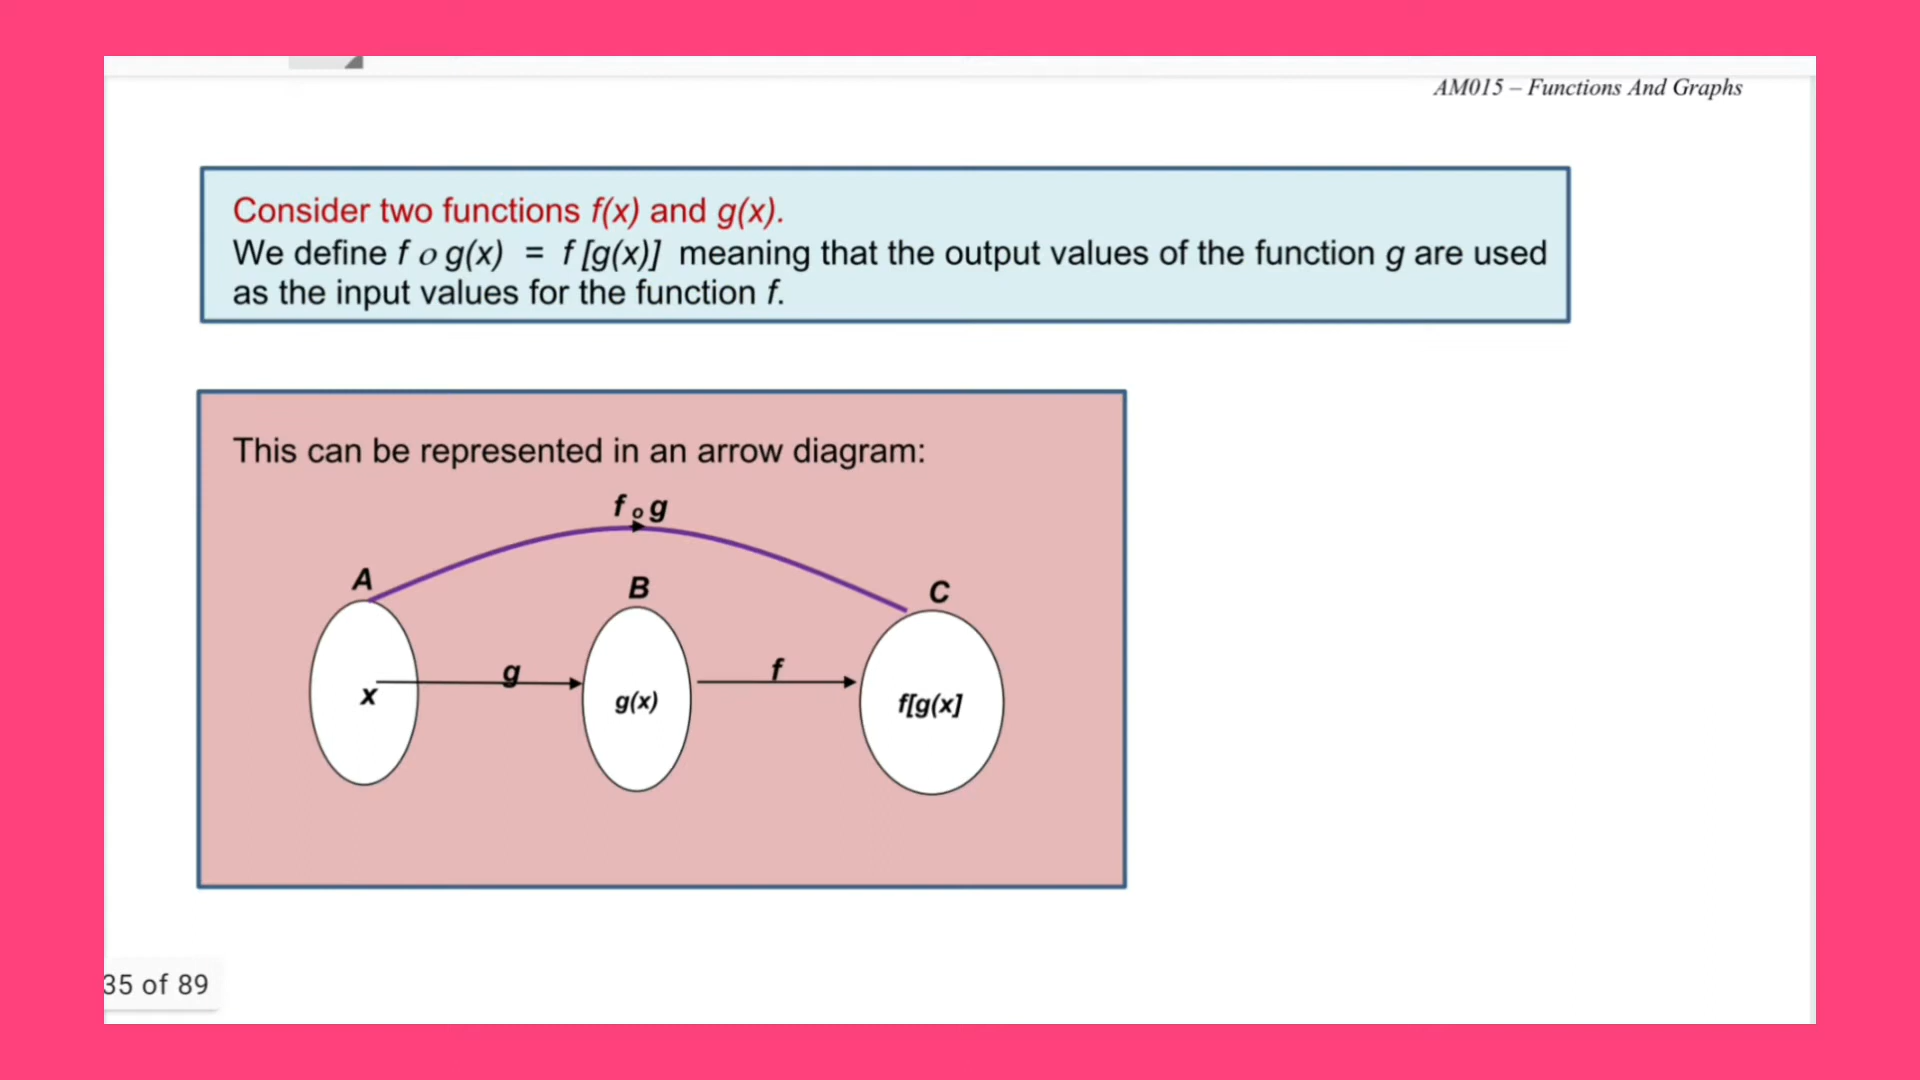 AM015 – Functions And Graphs
Consider two functions f(x) and g(x).
We define f o g(x) = f [g(x)] meaning that the output values of the function g are used
as the input values for the function f.
This can be represented in an arrow diagram:
f o g
A
B
C
g
f
x
g(x)
f[g(x]
35 of 89